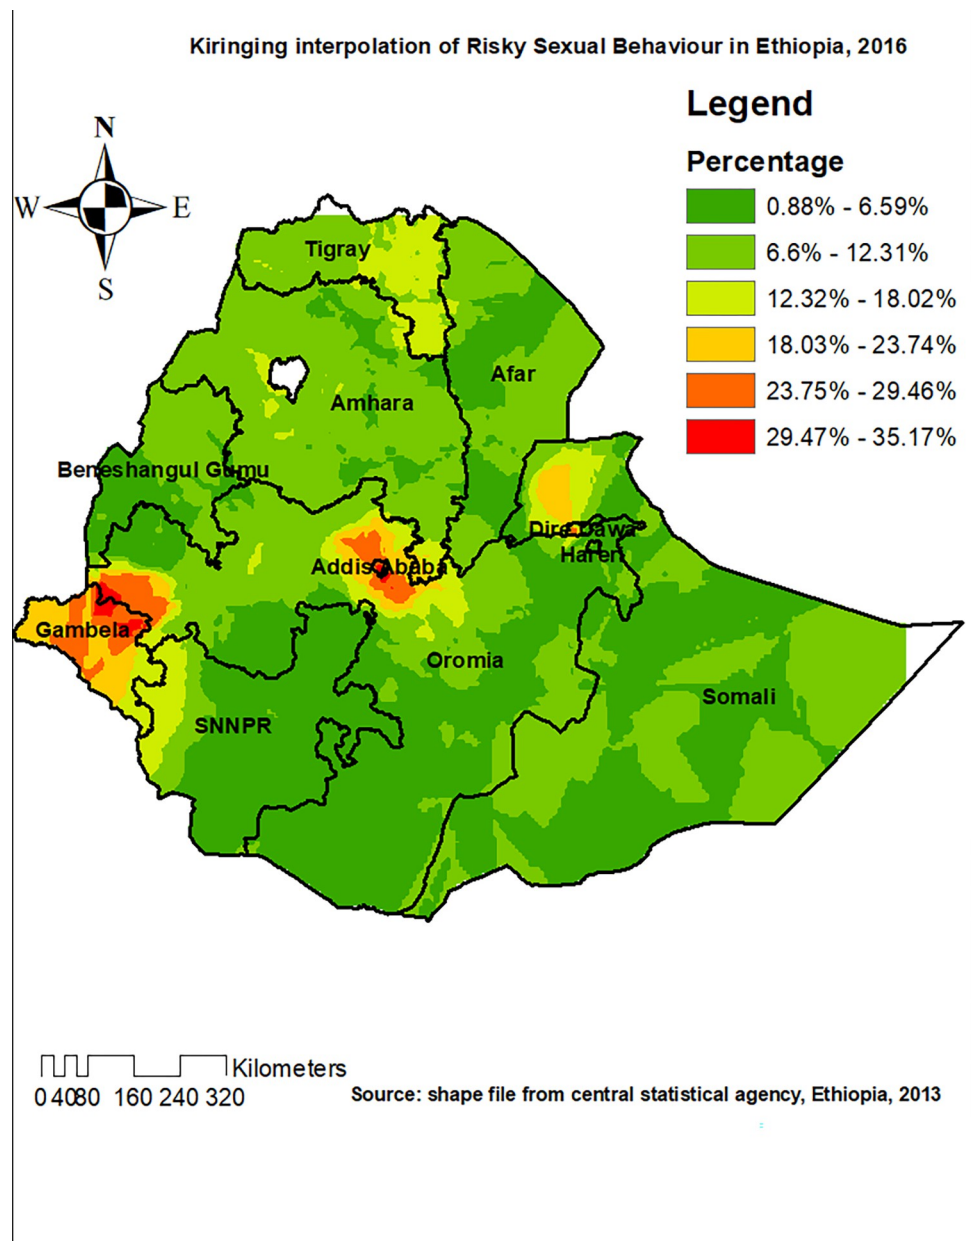 Kiringing interpolation of Risky Sexual Behaviour in Ethiopia, 2016
Legend
Percentage
0.88% - 6.59%
6.6% - 12.31%
12.32% - 18.02%
18.03% - 23.74%
23.75% - 29.46%
29.47% - 35.17%
N
W
E
S
Tigray
Afar
Amhara
Beneshangul Gumu
Dire Dawa
Hareri
Addis Ababa
Gambela
Oromia
Somali
SNNPR
Kilometers
0 40 80 160 240 320
Source: shape file from central statistical agency, Ethiopia, 2013